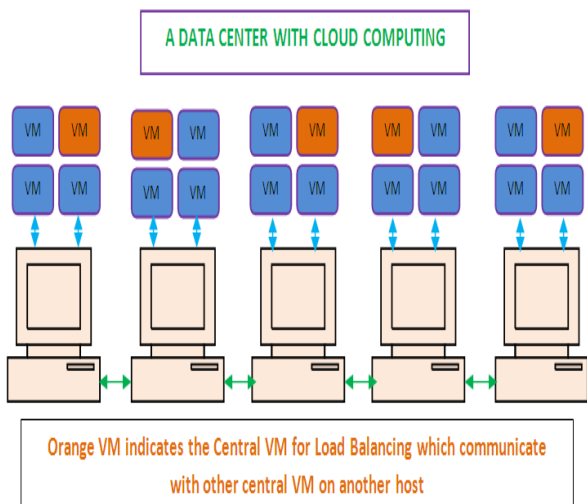 A DATA CENTER WITH CLOUD COMPUTING
VM VM VM VM VM VM VM VM VM VM
VM VM VM VM VM VM VM VM VM VM
Orange VM indicates the Central VM for Load Balancing which communicate
with other central VM on another host